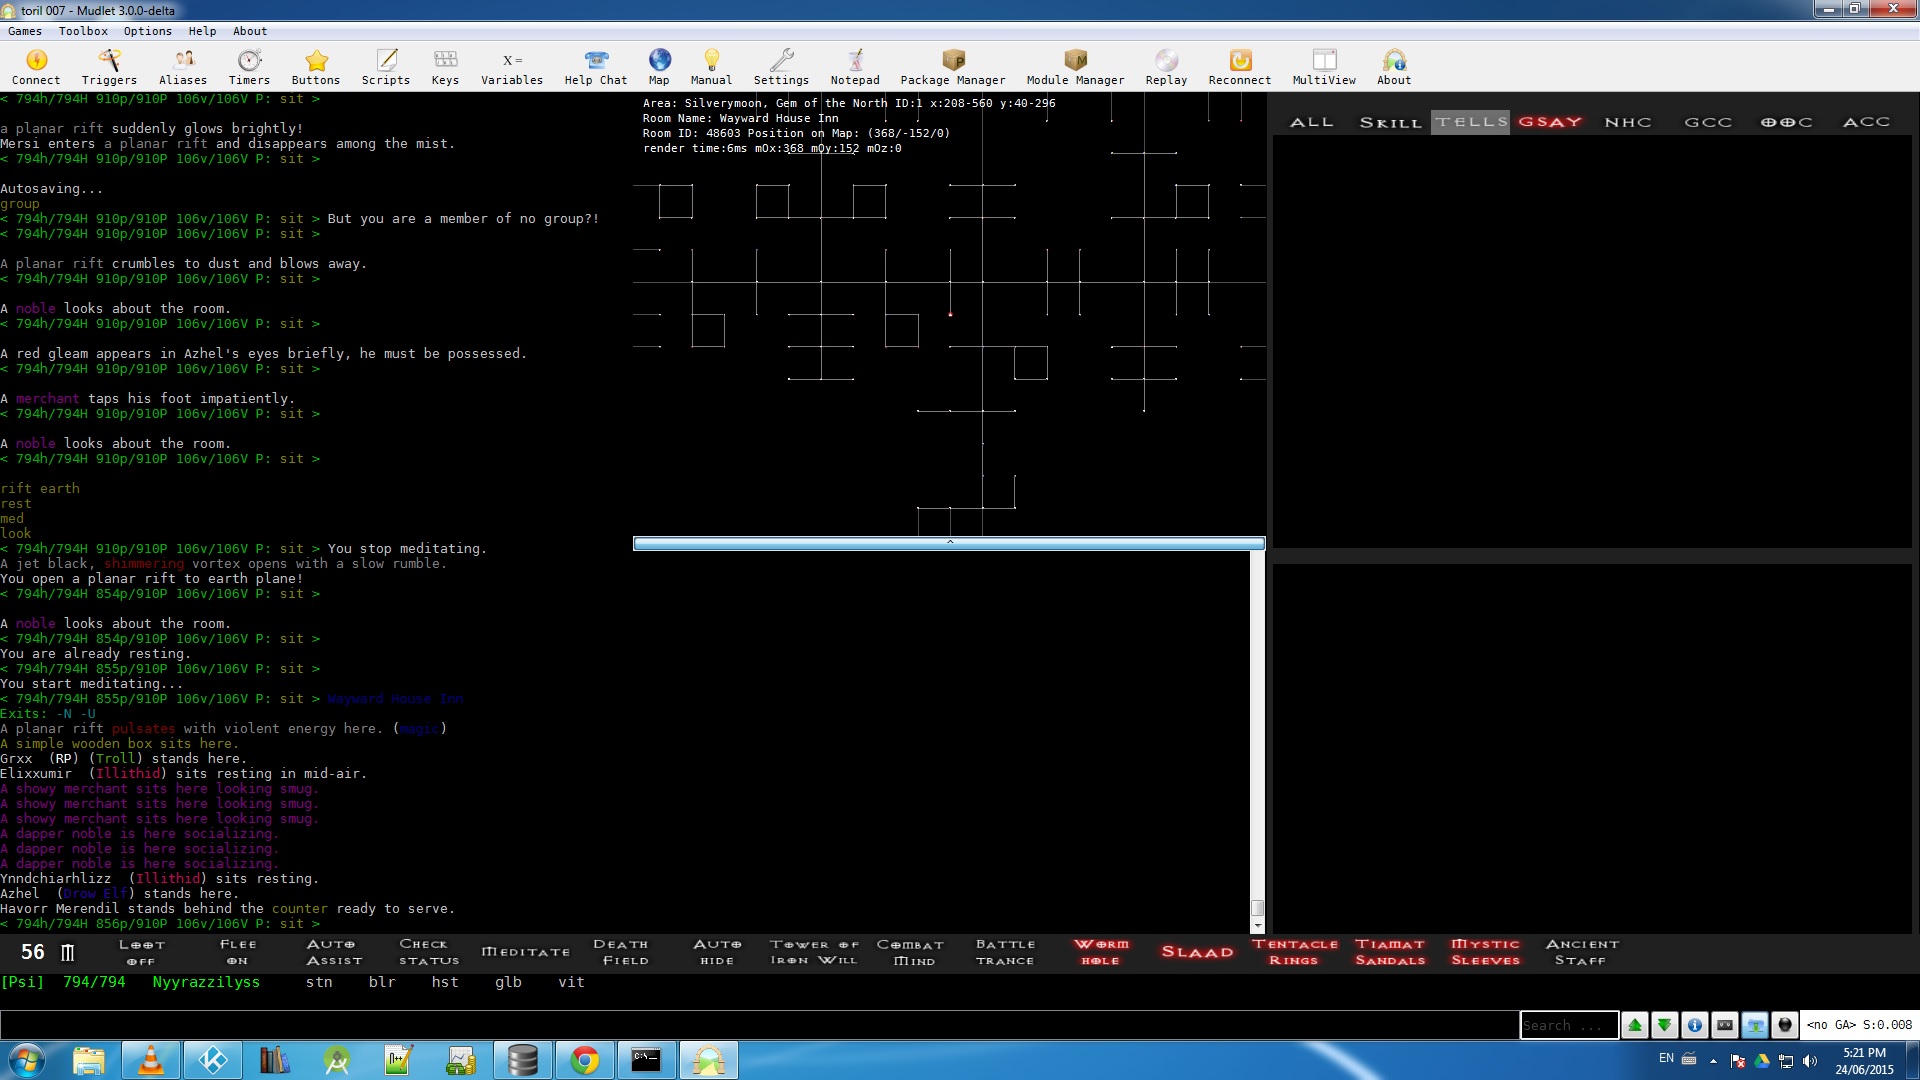 toril 007 - Mudlet 3.0.0-delta
Games Toolbox Options Help About
Connect Triggers Aliases Timers Buttons Scripts Keys Variables Help Chat Map Manual Settings Notepad Package Manager Module Manager Replay Reconnect MultiView About
X =
< 794h/794H 910p/910P 106v/106V P: sit >
a planar rift suddenly glows brightly!
Mersi enters a planar rift and disappears among the mist.
< 794h/794H 910p/910P 106v/106V P: sit >
Autosaving...
group
< 794h/794H 910p/910P 106v/106V P: sit > But you are a member of no group?!
< 794h/794H 910p/910P 106v/106V P: sit >
A planar rift crumbles to dust and blows away.
< 794h/794H 910p/910P 106v/106V P: sit >
A noble looks about the room.
< 794h/794H 910p/910P 106v/106V P: sit >
A red gleam appears in Azhel's eyes briefly, he must be possessed.
< 794h/794H 910p/910P 106v/106V P: sit >
A merchant taps his foot impatiently.
< 794h/794H 910p/910P 106v/106V P: sit >
A noble looks about the room.
< 794h/794H 910p/910P 106v/106V P: sit >
rift earth
rest
med
look
< 794h/794H 910p/910P 106v/106V P: sit > You stop meditating.
A jet black, shimmering vortex opens with a slow rumble.
You open a planar rift to earth plane!
< 794h/794H 854p/910P 106v/106V P: sit >
A noble looks about the room.
< 794h/794H 854p/910P 106v/106V P: sit >
You are already resting.
< 794h/794H 855p/910P 106v/106V P: sit >
You start meditating...
< 794h/794H 855p/910P 106v/106V P: sit > Wayward House Inn
Exits: -N -U
A planar rift pulsates with violent energy here. (magic)
A simple wooden box sits here.
Grxx (RP) (Troll) stands here.
Elixxumir (Illithid) sits resting in mid-air.
A showy merchant sits here looking smug.
A showy merchant sits here looking smug.
A showy merchant sits here looking smug.
A dapper noble is here socializing.
A dapper noble is here socializing.
A dapper noble is here socializing.
Ynndchiarhlizz (Illithid) sits resting.
Azhel (Drow Elf) stands here.
Havorr Merendil stands behind the counter ready to serve.
< 794h/794H 856p/910P 106v/106V P: sit >
Area: Silverymoon, Gem of the North ID:1 x:208-560 y:40-296
Room Name: Wayward House Inn
Room ID: 48603 Position on Map: (368/-152/0)
render time:6ms mOx:368 mOy:152 mOz:0
ALL SKILL TELLS GSAY NHC GCC OOC ACC
56 LOOT OFF FLEE ON AUTO ASSIST CHECK STATUS MEDITATE DEATH FIELD AUTO HIDE TOWER OF IRON WILL COMBAT MIND BATTLE TRANCE WORM HOLE SLAAD TENTACLE RINGS TIAMAT SANDALS MYSTIC SLEEVES ANCIENT STAFF
[Psi] 794/794 Nyyrazzilyss stn blr hst glb vit
Search ...
<no GA> S:0.008
EN
5:21 PM
24/06/2015